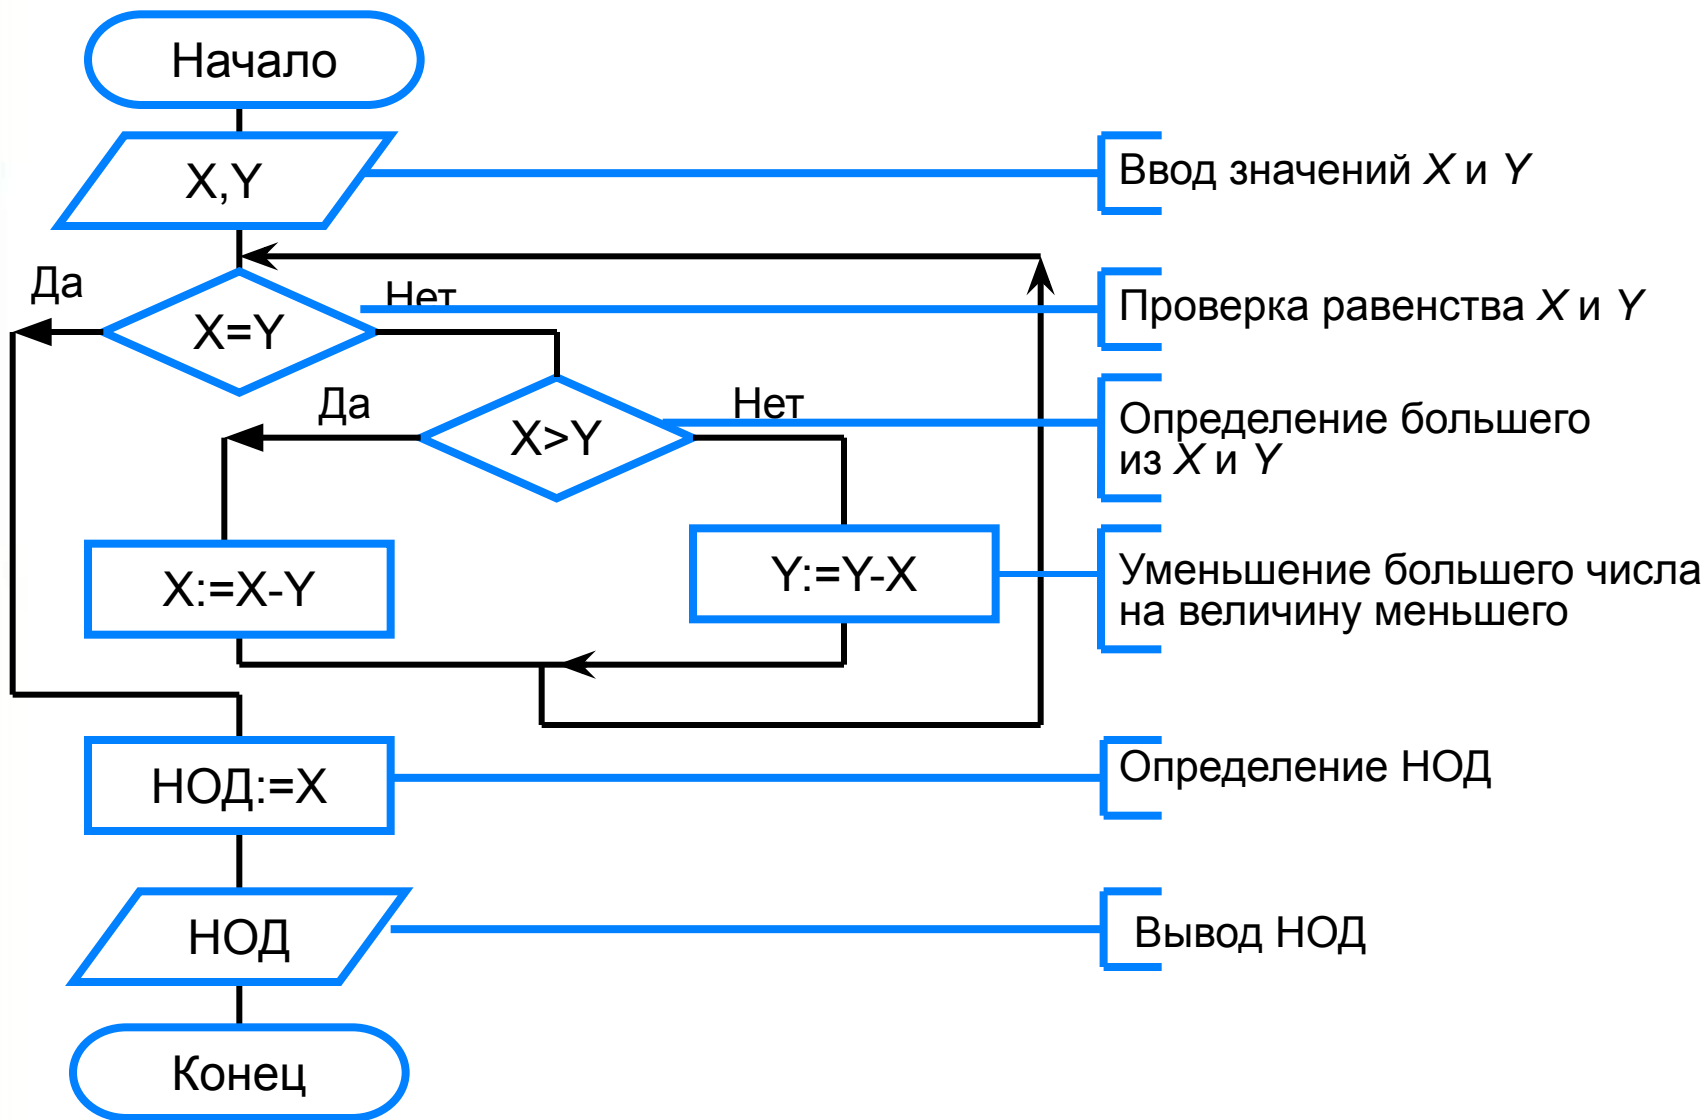 Начало
X,Y
Ввод значений X и Y
Да
Нет
X=Y
Проверка равенства X и Y
Да
Нет
X>Y
Определение большего
из X и Y
X:=X-Y
Y:=Y-X
Уменьшение большего числа
на величину меньшего
НОД:=X
Определение НОД
НОД
Вывод НОД
Конец